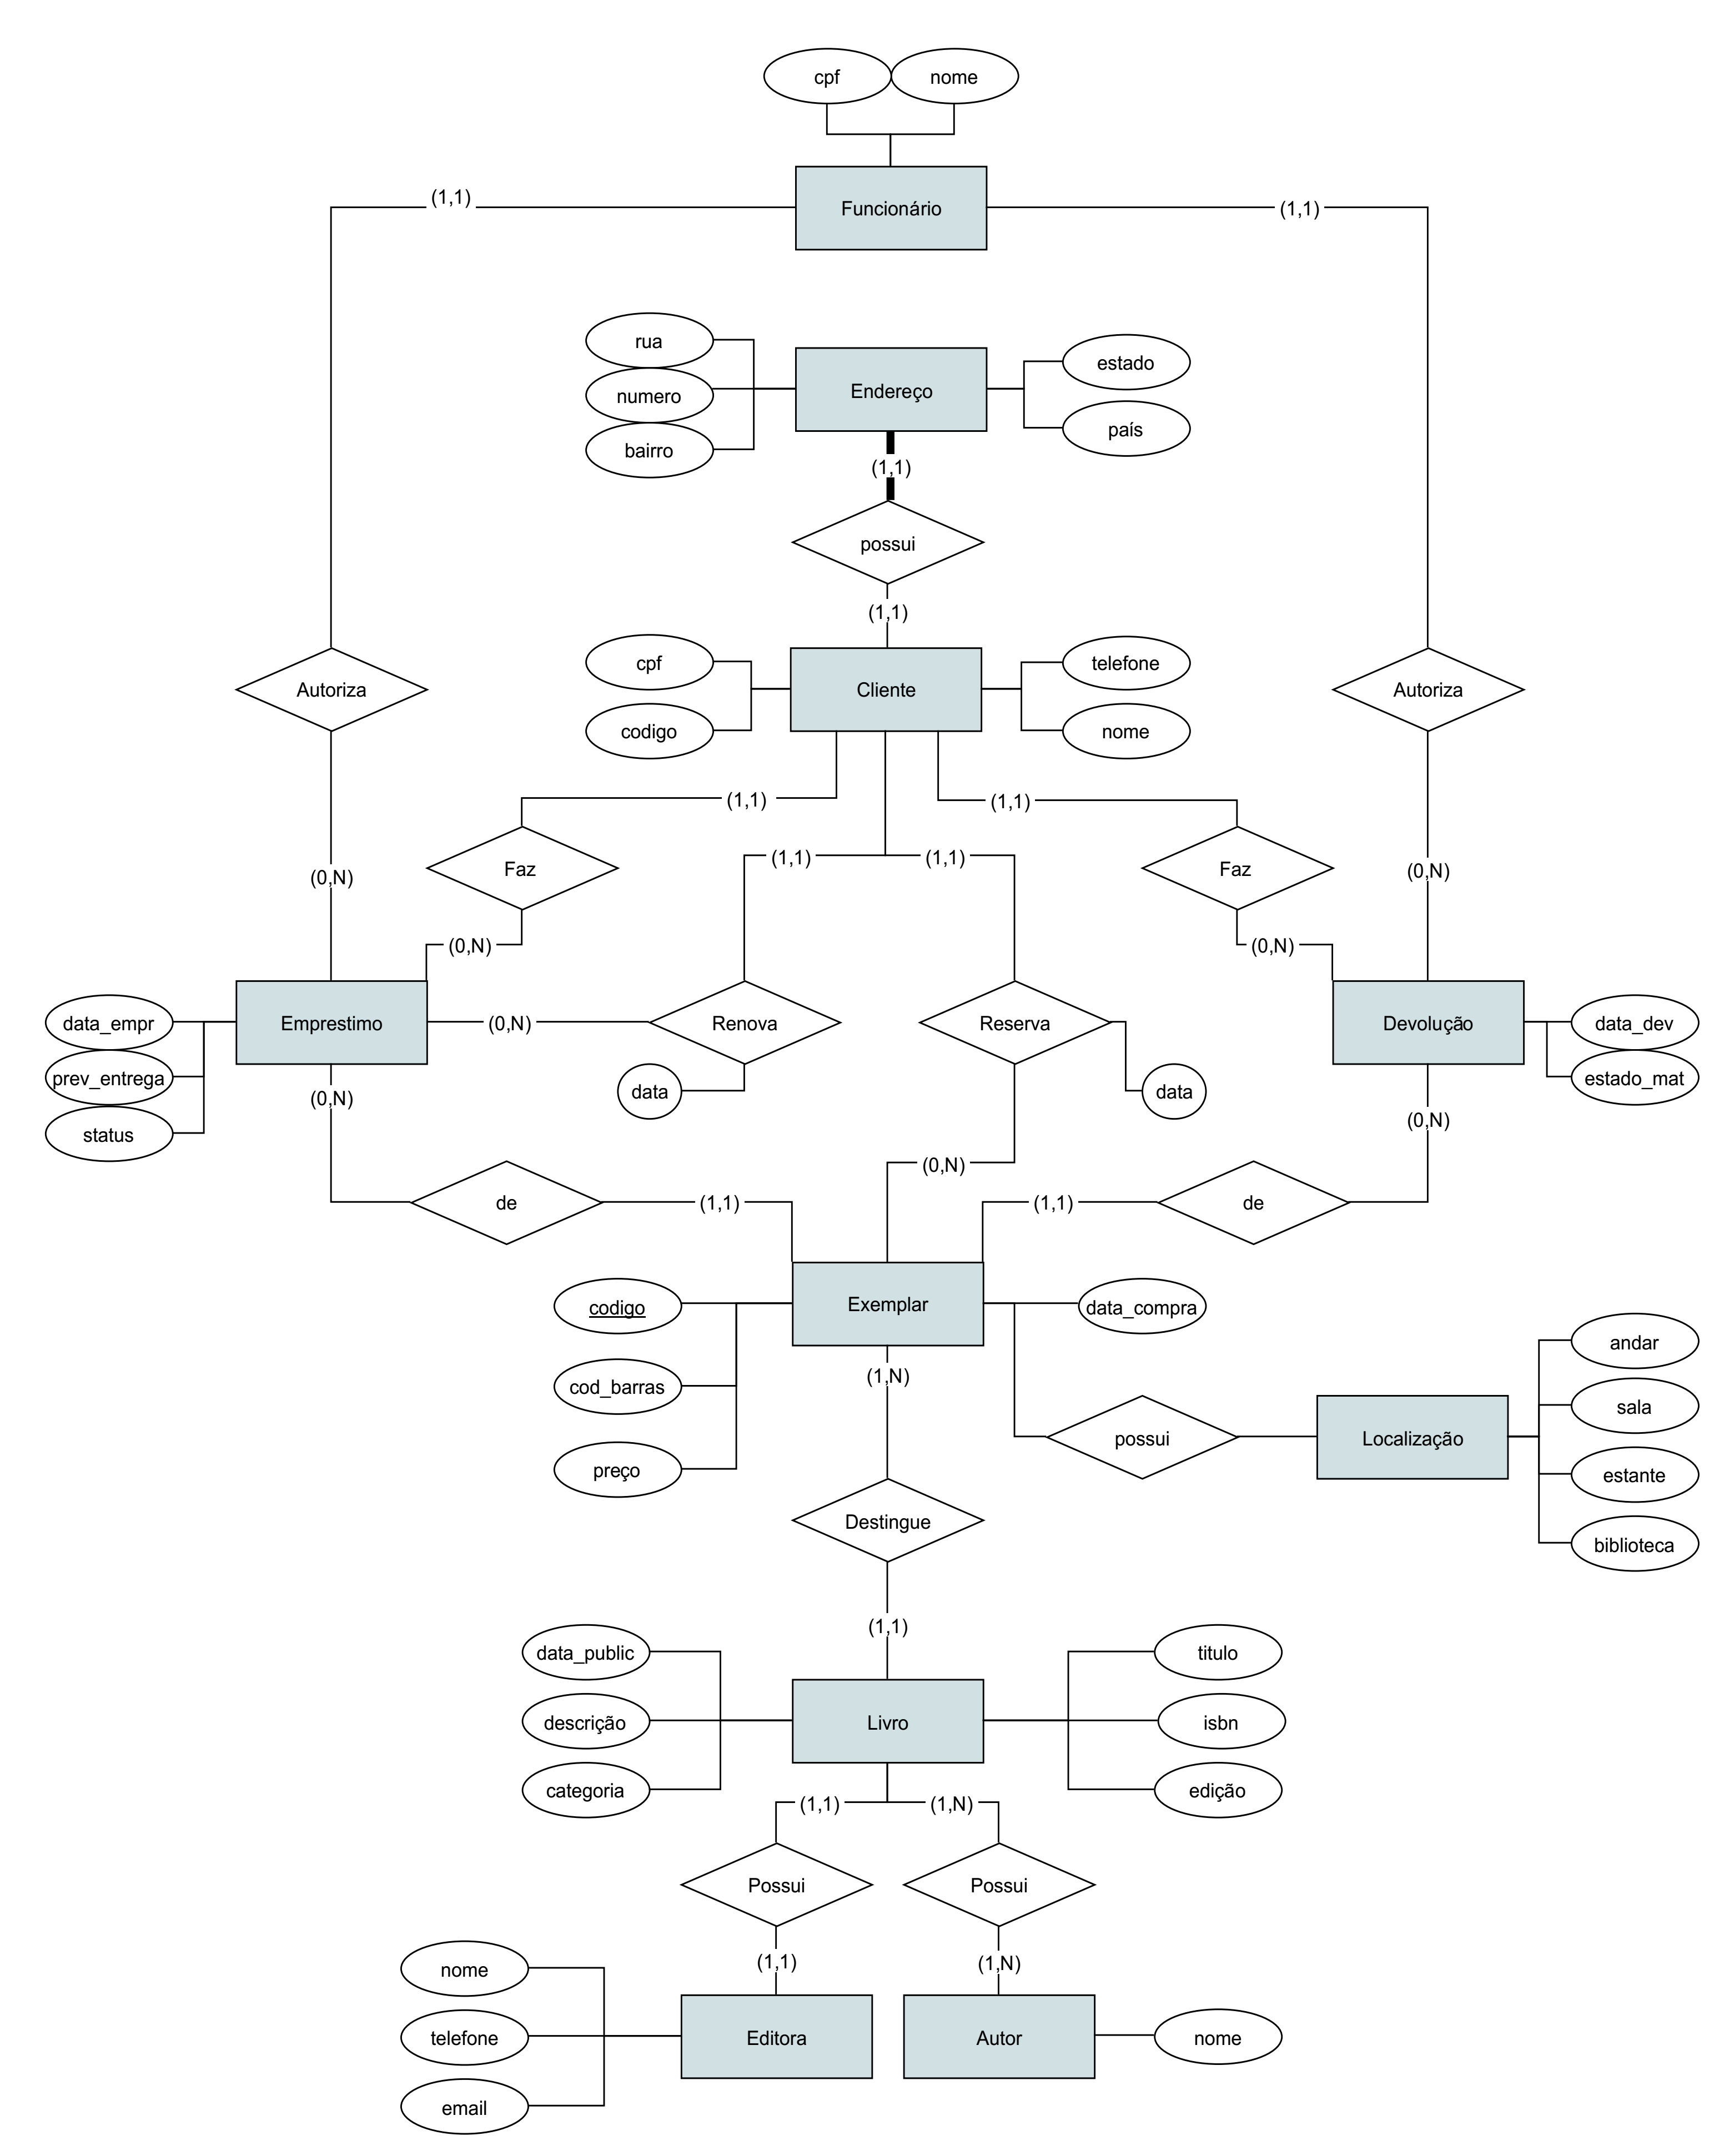 cpf
nome
(1,1)
Funcionário
(1,1)
rua
numero
bairro
Endereço
estado
país
(1,1)
possui
(1,1)
cpf
codigo
Cliente
telefone
nome
Autoriza
Autoriza
(1,1)
(1,1)
Faz
(1,1)
(1,1)
Faz
(0,N)
(0,N)
(0,N)
(0,N)
data_empr
prev_entrega
status
Emprestimo
(0,N)
Renova
Reserva
Devolução
data_dev
estado_mat
data
data
(0,N)
(0,N)
(0,N)
de
(1,1)
(1,1)
de
codigo
cod_barras
preço
Exemplar
data_compra
(1,N)
possui
Localização
andar
sala
estante
biblioteca
Destingue
(1,1)
data_public
descrição
categoria
Livro
titulo
isbn
edição
(1,1)
(1,N)
Possui
Possui
(1,1)
(1,N)
nome
telefone
email
Editora
Autor
nome